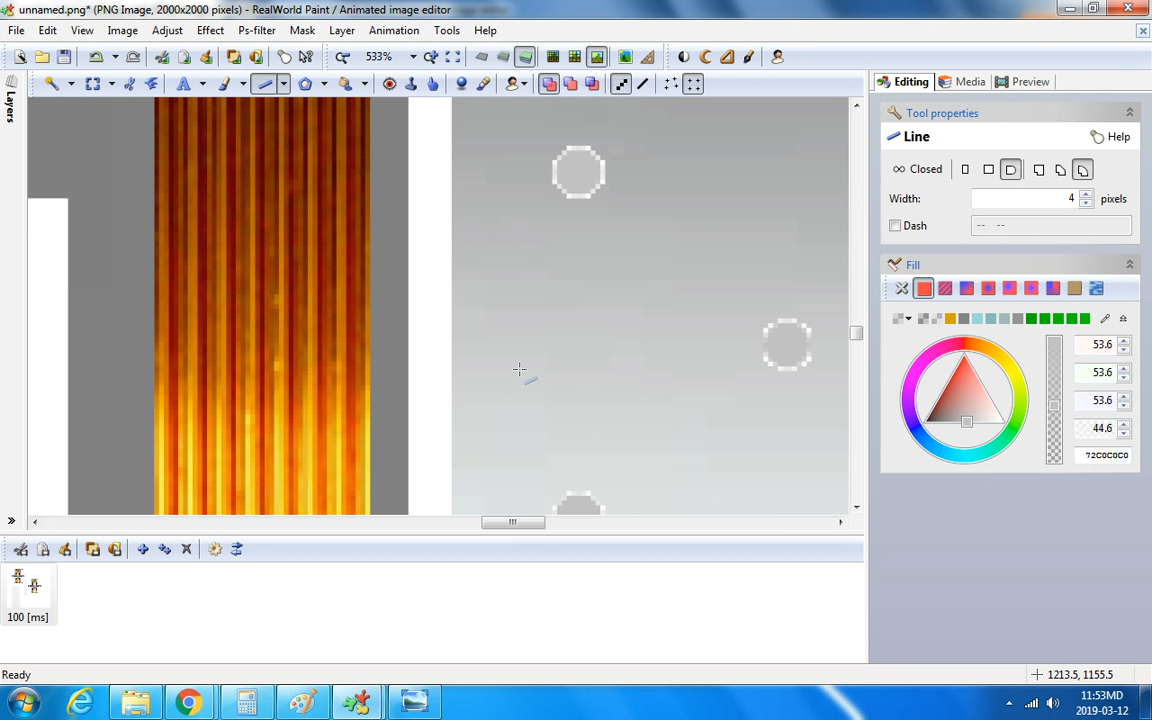 unnamed.png* (PNG Image, 2000x2000 pixels) - RealWorld Paint / Animated image editor
File Edit View Image Adjust Effect Ps-filter Mask Layer Animation Tools Help
533%
Layers
Editing Media Preview
Tool properties
Line Help
Closed
Width: 4 pixels
Dash -- --
Fill
53.6
53.6
53.6
44.6
72C0C0C0
100 [ms]
Ready 1213.5, 1155.5
11:53MD
2019-03-12